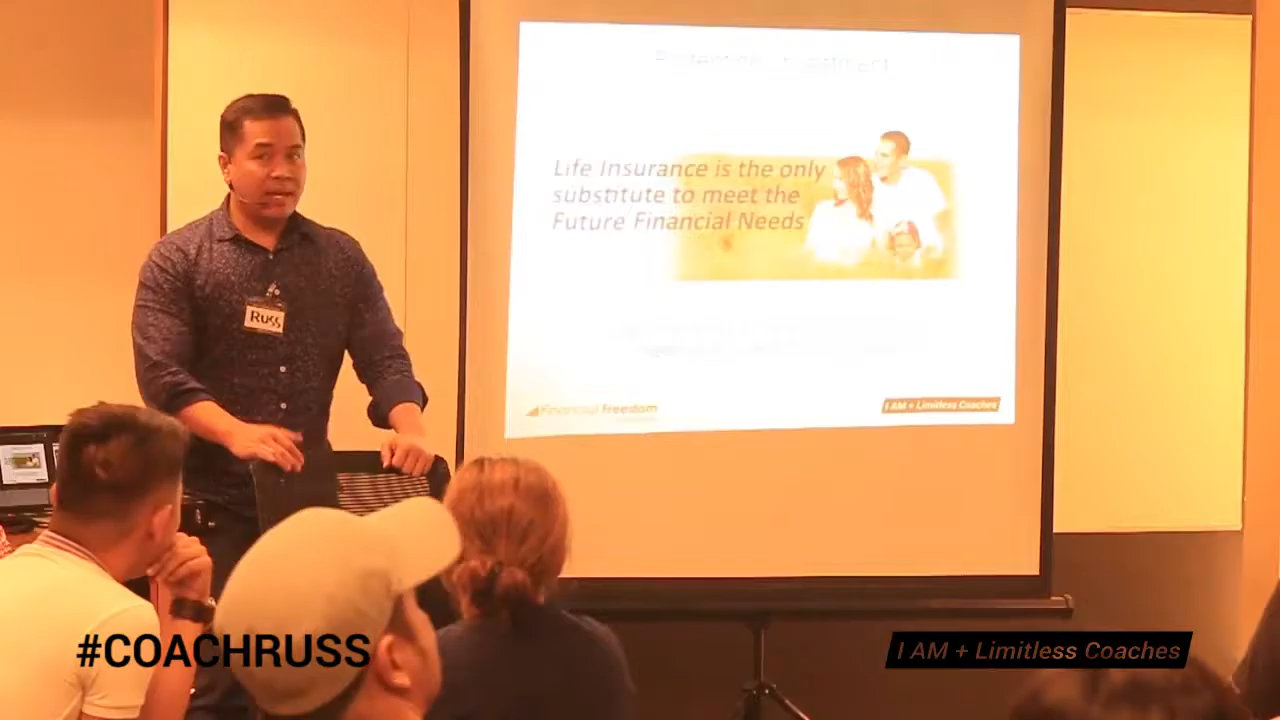 Life Insurance is the only
substitute to meet the
Future Financial Needs
Russ
Financial Freedom
I AM + Limitless Coaches
#COACHRUSS
I AM + Limitless Coaches